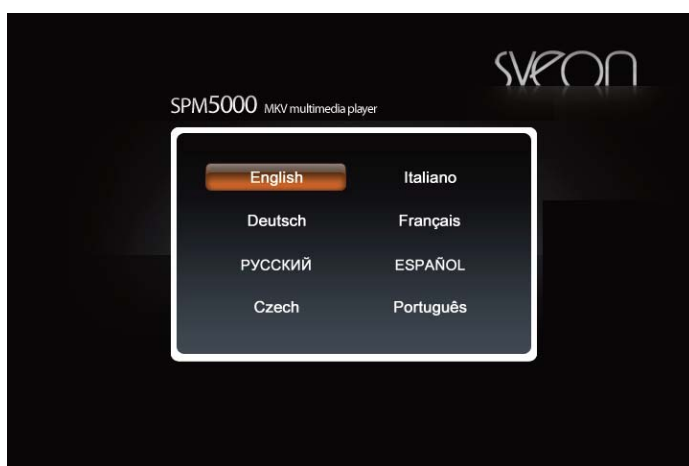 sveon
SPM5000 MKV multimedia player
English Italiano
Deutsch Français
РУССКИЙ ESPAÑOL
Czech Português